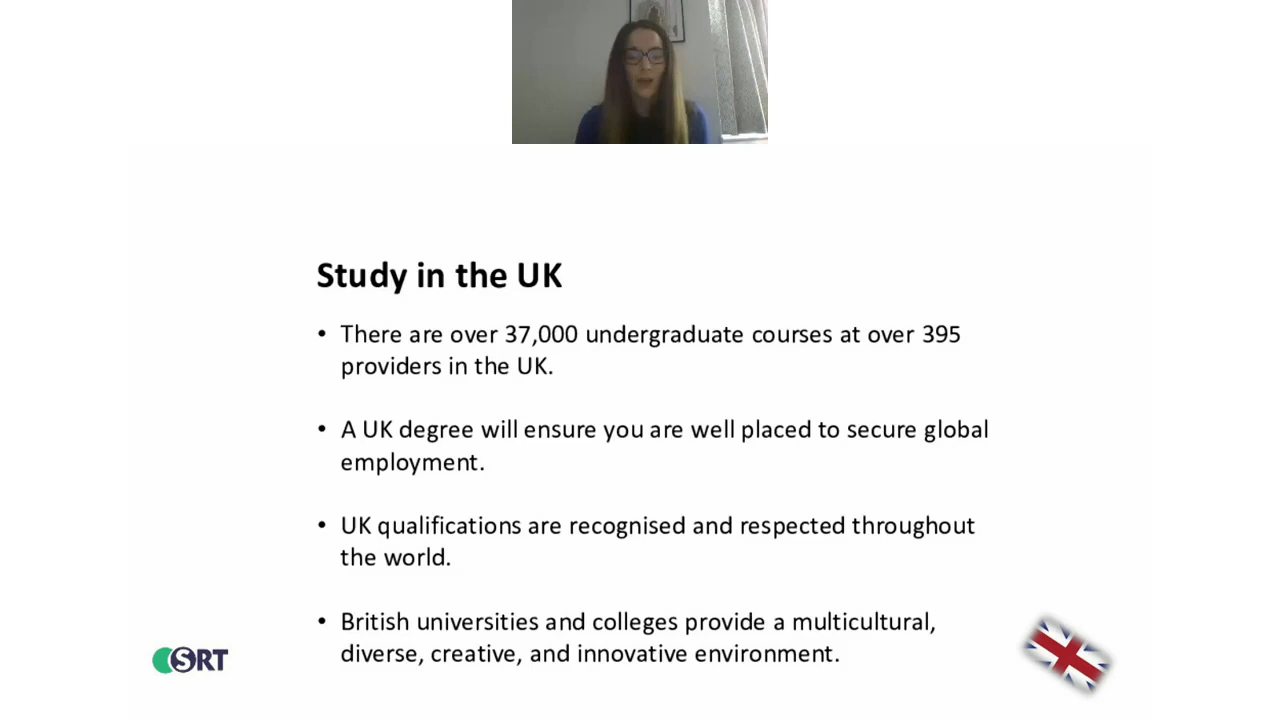 Study in the UK
• There are over 37,000 undergraduate courses at over 395
providers in the UK.
• A UK degree will ensure you are well placed to secure global
employment.
• UK qualifications are recognised and respected throughout
the world.
• British universities and colleges provide a multicultural,
diverse, creative, and innovative environment.
SRT